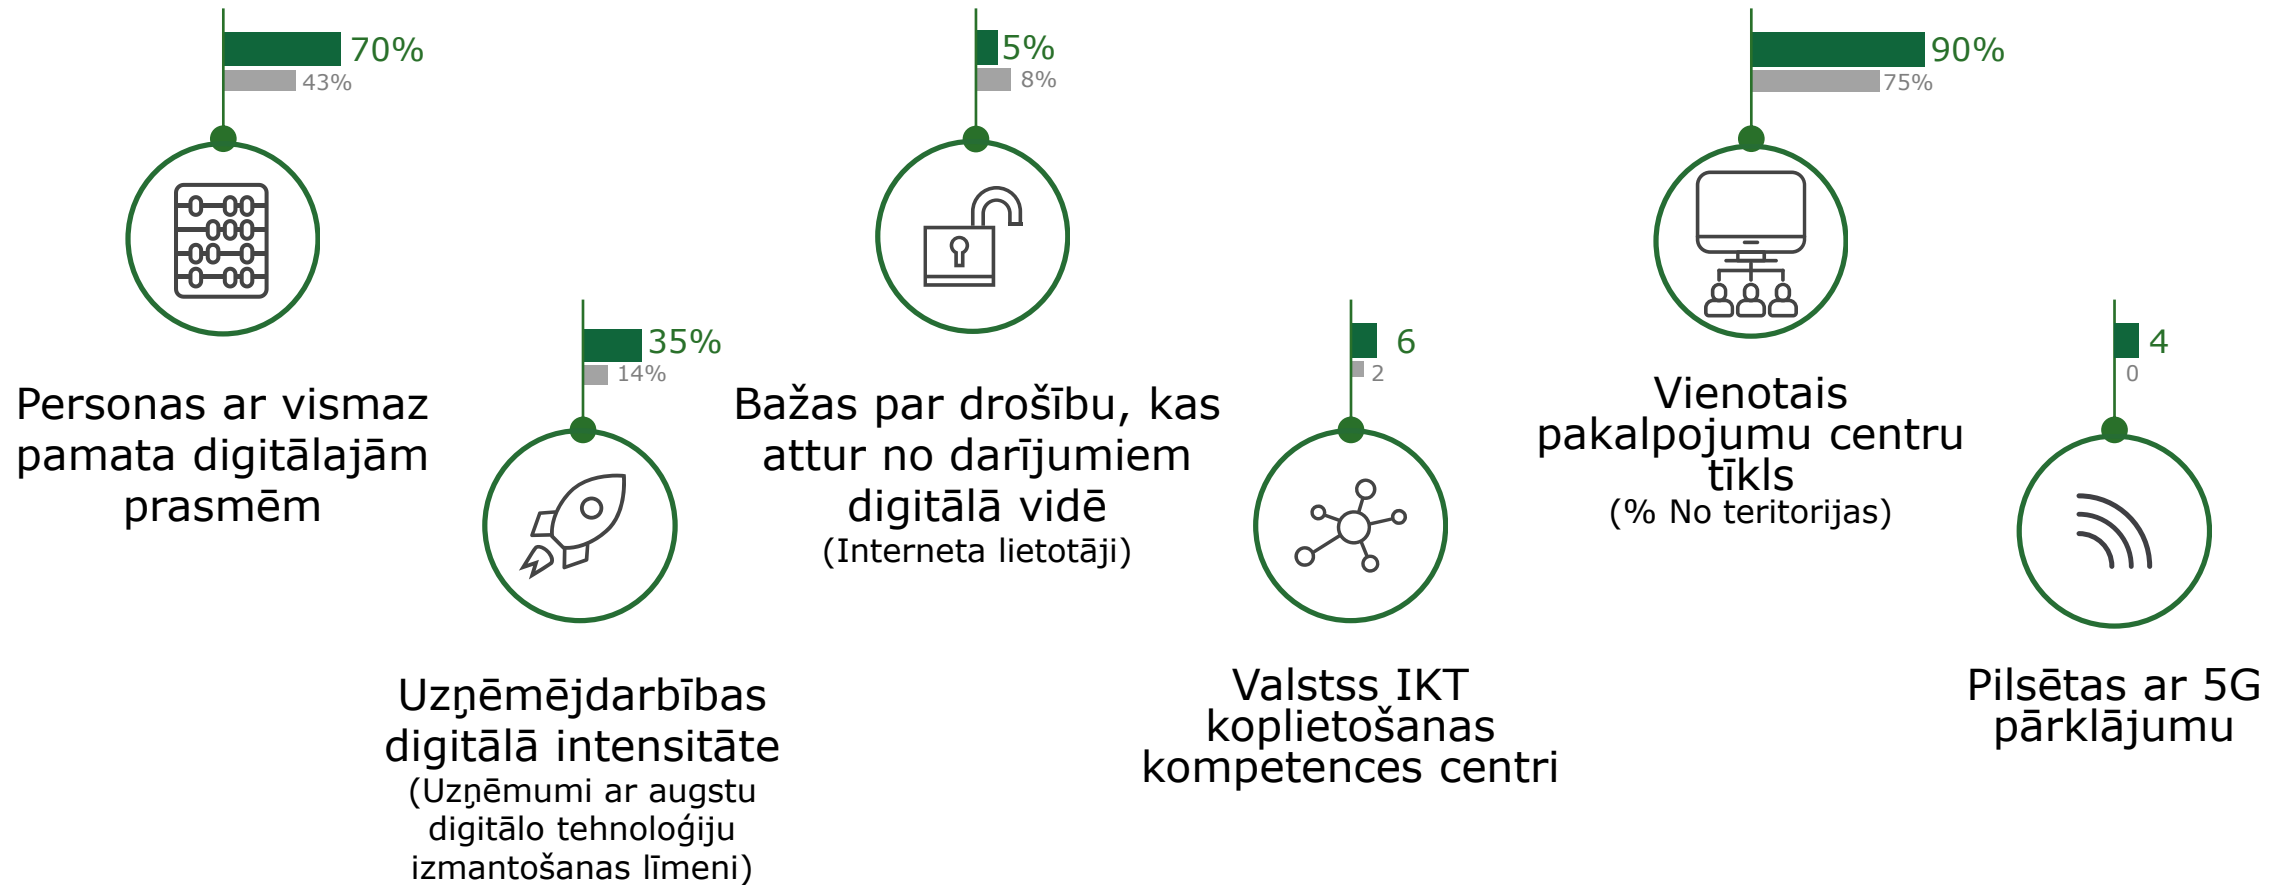 70%
43%
Personas ar vismaz
pamata digitālajām
prasmēm
35%
14%
Uzņēmējdarbības
digitālā intensitāte
(Uzņēmumi ar augstu
digitālo tehnoloģiju
izmantošanas līmeni)
5%
8%
Bažas par drošību, kas
attur no darījumiem
digitālā vidē
(Interneta lietotāji)
6
2
Valstss IKT
koplietošanas
kompetences centri
90%
75%
Vienotais
pakalpojumu centru
tīkls
(% No teritorijas)
4
0
Pilsētas ar 5G
pārklājumu